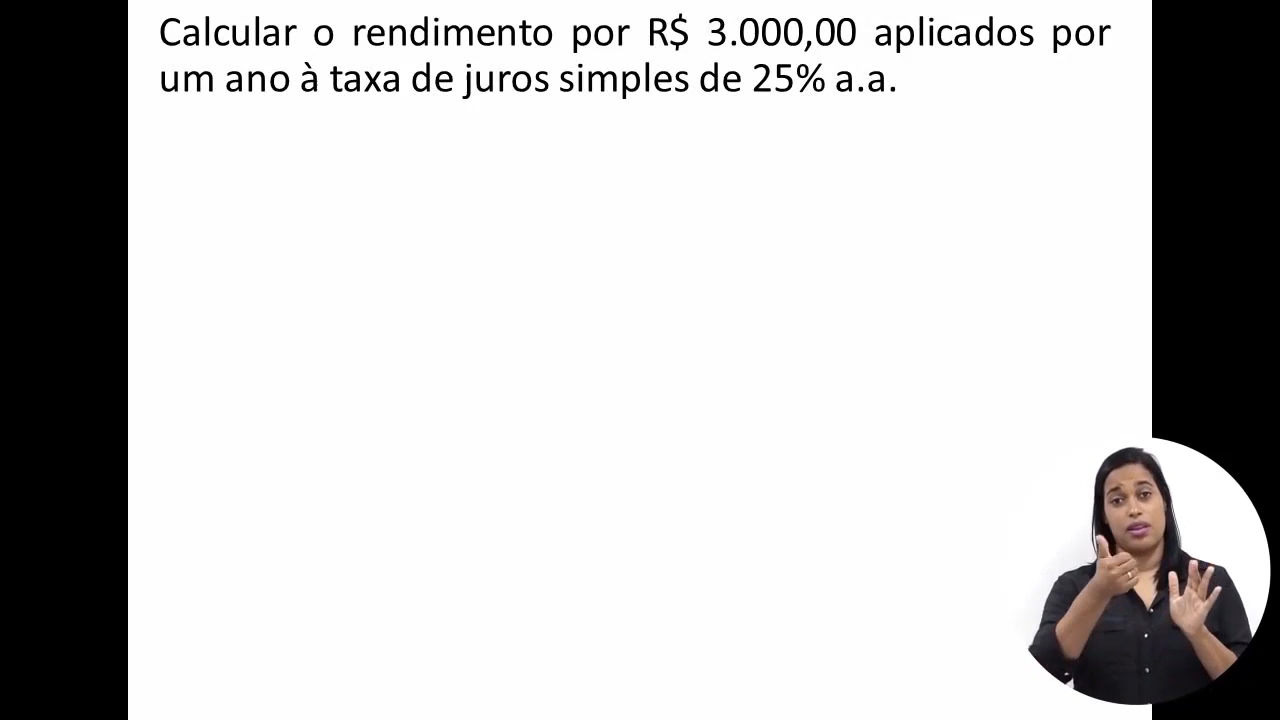 Calcular o rendimento por R$ 3.000,00 aplicados por
um ano à taxa de juros simples de 25% a.a.